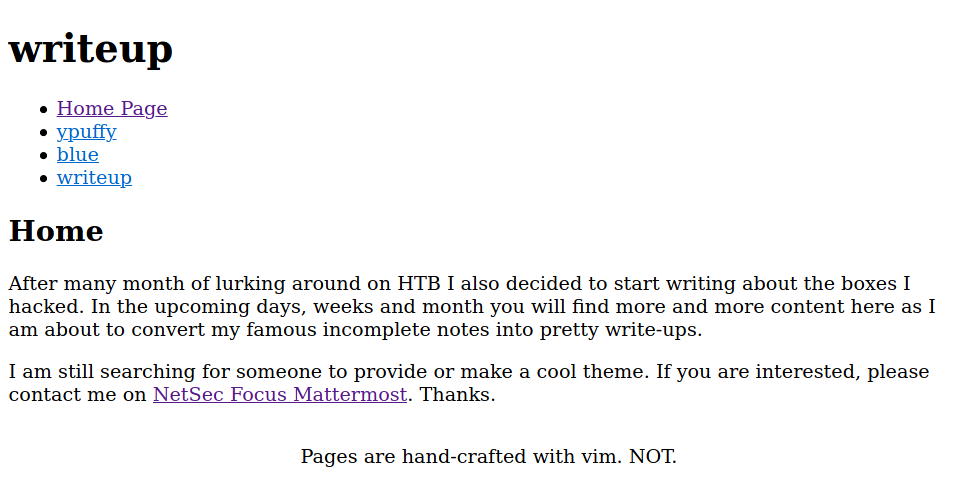 writeup
Home Page
ypuffy
blue
writeup
Home
After many month of lurking around on HTB I also decided to start writing about the boxes I
hacked. In the upcoming days, weeks and month you will find more and more content here as I
am about to convert my famous incomplete notes into pretty write-ups.
I am still searching for someone to provide or make a cool theme. If you are interested, please
contact me on NetSec Focus Mattermost. Thanks.
Pages are hand-crafted with vim. NOT.